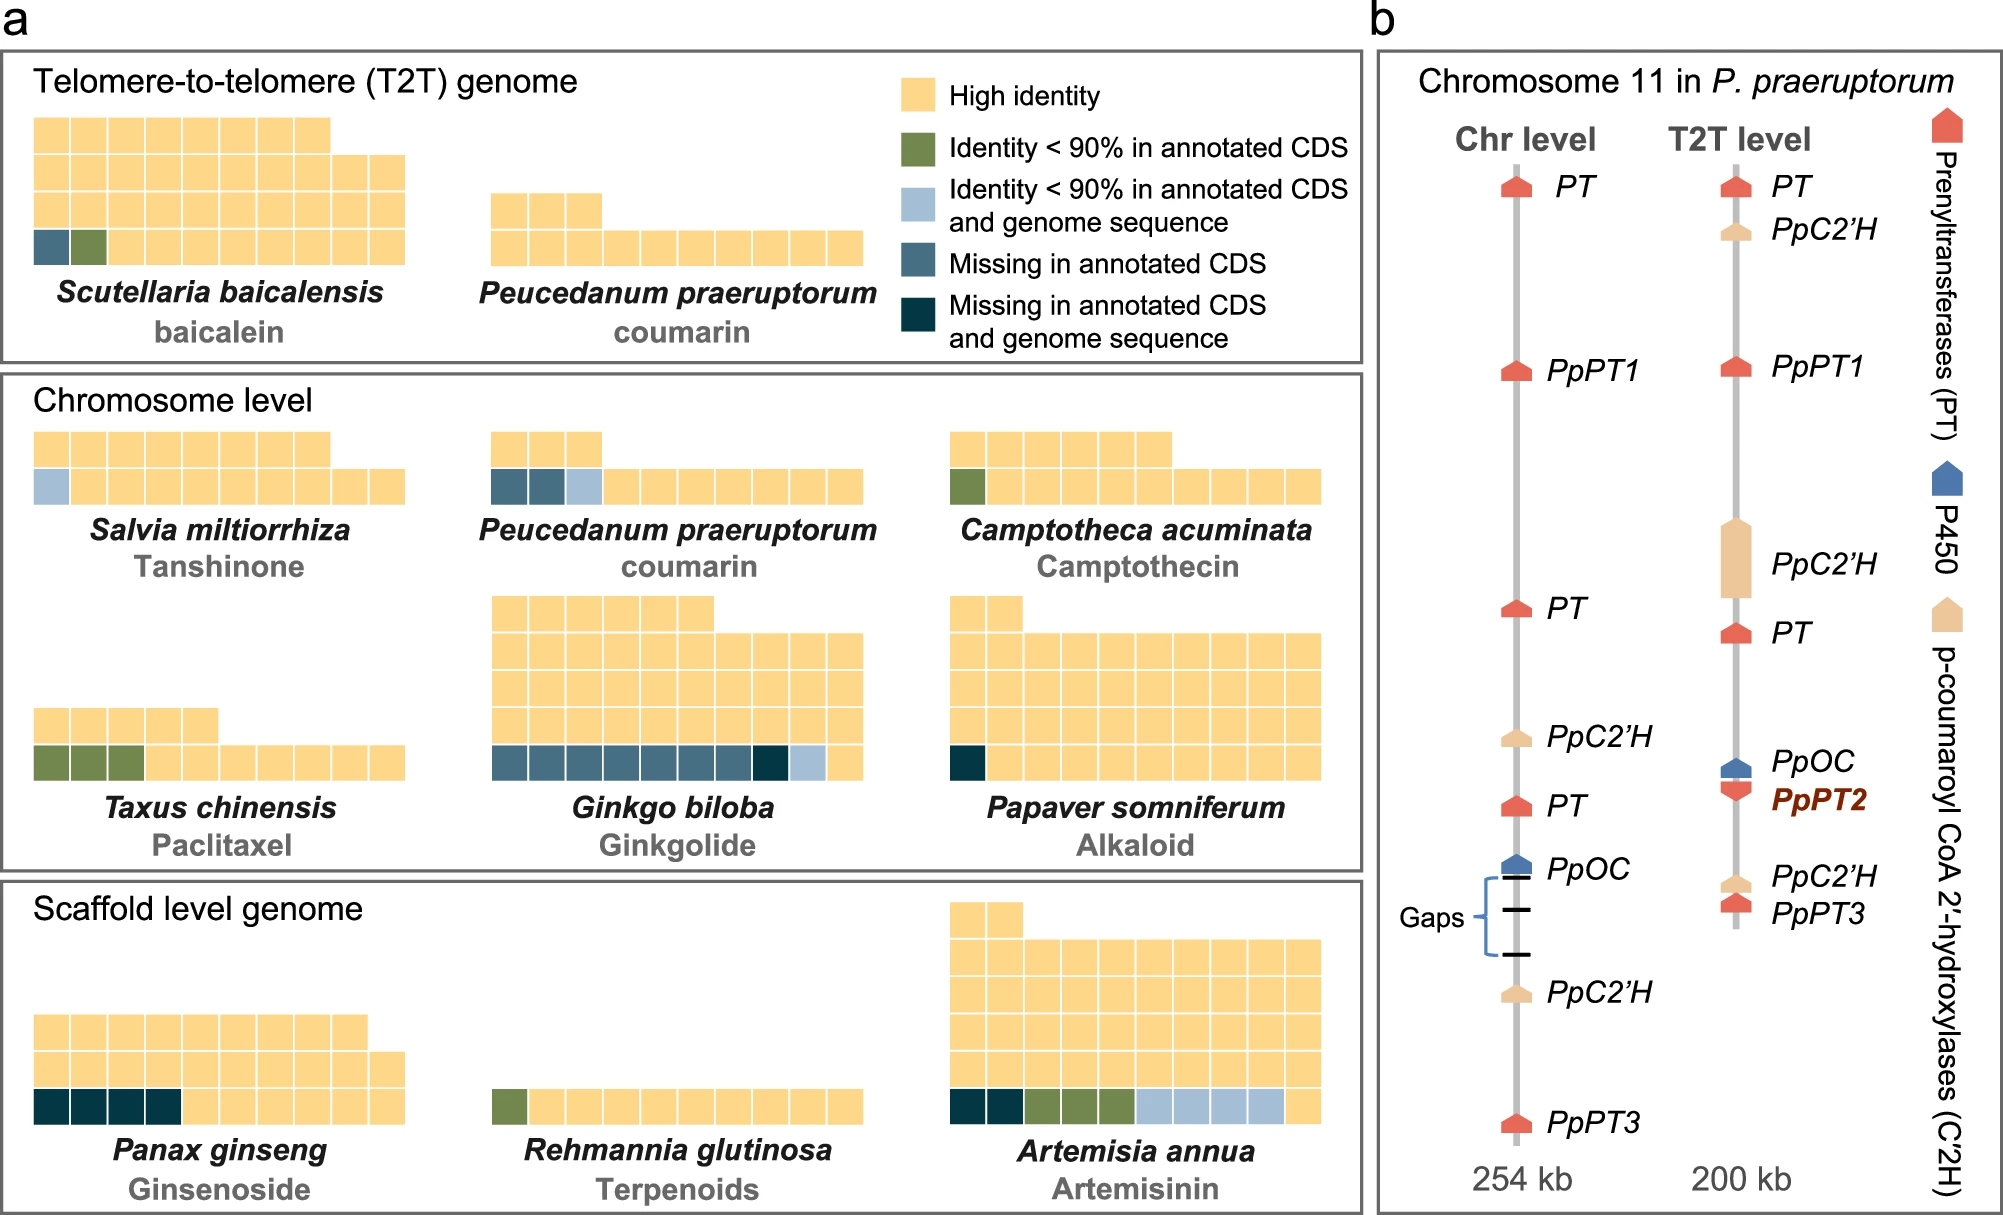 a
Telomere-to-telomere (T2T) genome
Scutellaria baicalensis
baicalein
Peucedanum praeruptorum
coumarin
High identity
Identity < 90% in annotated CDS
Identity < 90% in annotated CDS
and genome sequence
Missing in annotated CDS
Missing in annotated CDS
and genome sequence
Chromosome level
Salvia miltiorrhiza
Tanshinone
Peucedanum praeruptorum
coumarin
Camptotheca acuminata
Camptothecin
Taxus chinensis
Paclitaxel
Ginkgo biloba
Ginkgolide
Papaver somniferum
Alkaloid
Scaffold level genome
Panax ginseng
Ginsenoside
Rehmannia glutinosa
Terpenoids
Artemisia annua
Artemisinin
b
Chromosome 11 in P. praeruptorum
Chr level
PT
PpPT1
PT
PpC2’H
PT
PpOC
Gaps
PpC2’H
PpPT3
254 kb
T2T level
PT
PpC2’H
PpPT1
PpC2’H
PT
PpOC
PpPT2
PpC2’H
PpPT3
200 kb
Prenyltransferases (PT)
P450
p-coumaroyl CoA 2′-hydroxylases (C′2H)